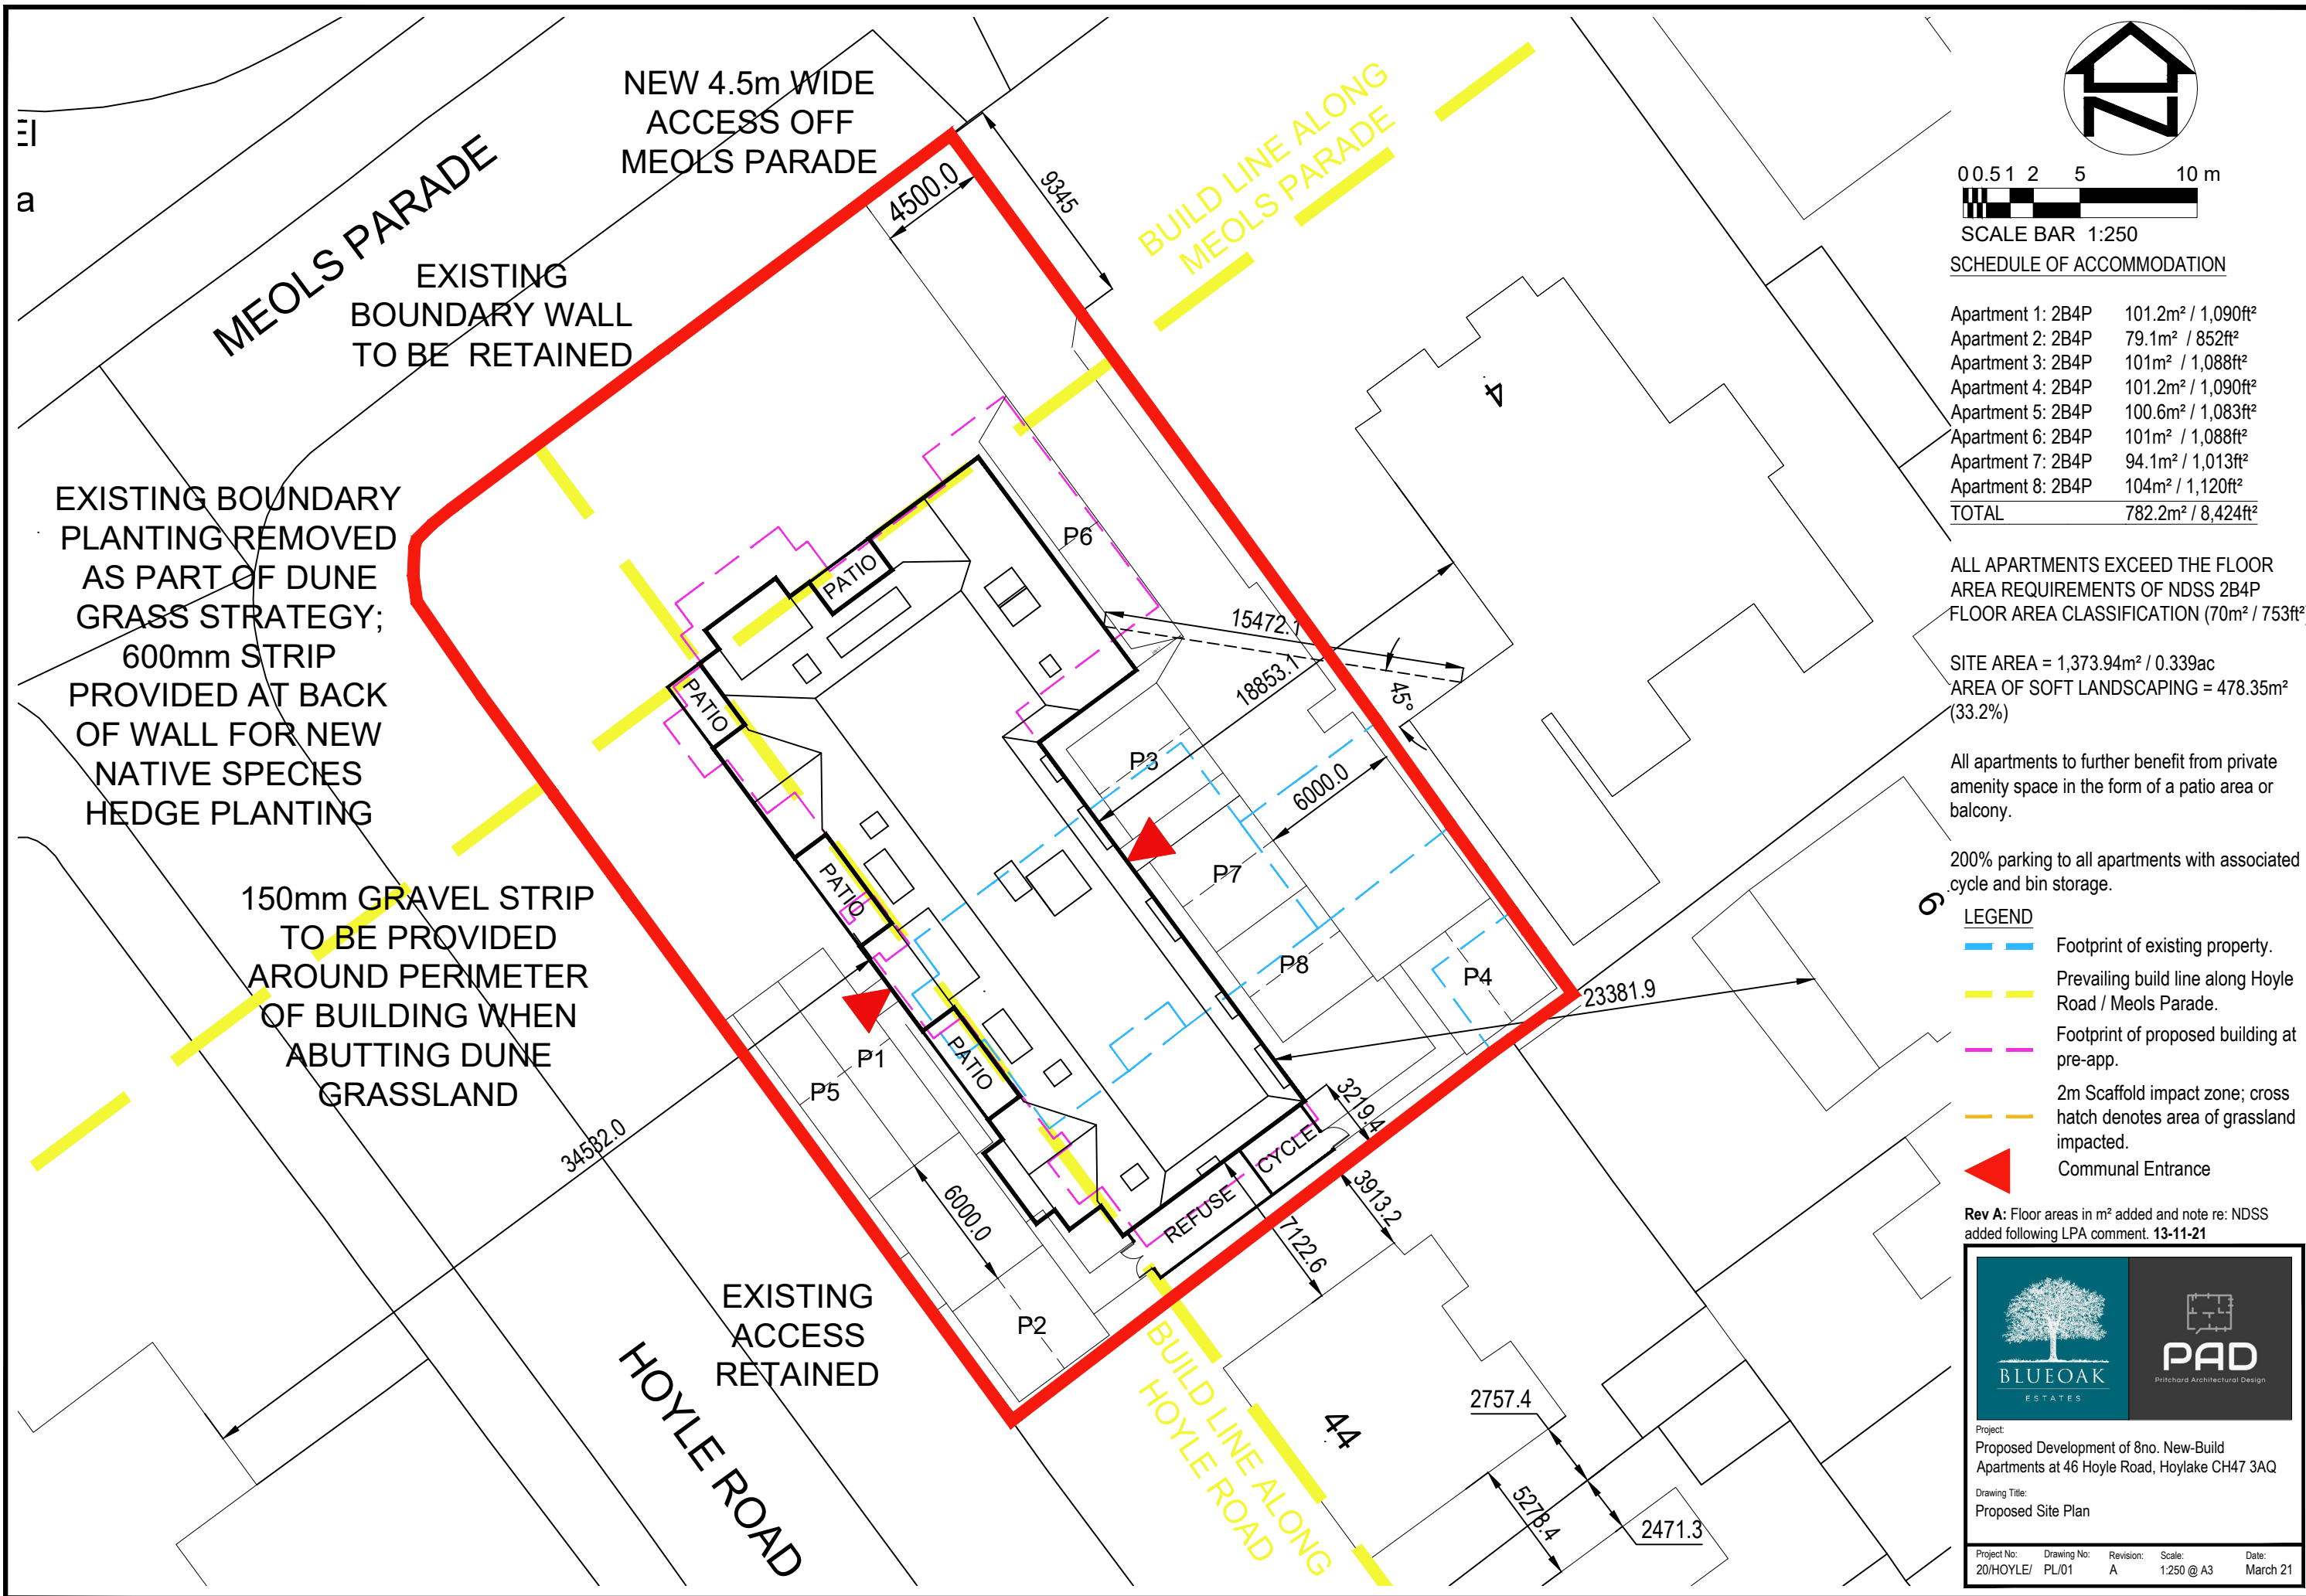 EI
a
MEOLS PARADE
NEW 4.5m WIDE
ACCESS OFF
MEOLS PARADE
EXISTING
BOUNDARY WALL
TO BE RETAINED
EXISTING BOUNDARY
PLANTING REMOVED
AS PART OF DUNE
GRASS STRATEGY;
600mm STRIP
PROVIDED AT BACK
OF WALL FOR NEW
NATIVE SPECIES
HEDGE PLANTING
150mm GRAVEL STRIP
TO BE PROVIDED
AROUND PERIMETER
OF BUILDING WHEN
ABUTTING DUNE
GRASSLAND
EXISTING
ACCESS
RETAINED
HOYLE ROAD
BUILD LINE ALONG
MEOLS PARADE
BUILD LINE ALONG
HOYLE ROAD
4500.0
9345
15472.1
18853.1
45°
6000.0
23381.9
34532.0
6000.0
3219.4
3913.2
7122.6
2757.4
5278.4
2471.3
PATIO
PATIO
PATIO
PATIO
P6
P3
P7
P8
P4
P1
P5
P2
REFUSE
CYCLE
4
6
44
0 0.5 1 2 5 10 m
SCALE BAR 1:250
SCHEDULE OF ACCOMMODATION
Apartment 1: 2B4P 101.2m² / 1,090ft²
Apartment 2: 2B4P 79.1m² / 852ft²
Apartment 3: 2B4P 101m² / 1,088ft²
Apartment 4: 2B4P 101.2m² / 1,090ft²
Apartment 5: 2B4P 100.6m² / 1,083ft²
Apartment 6: 2B4P 101m² / 1,088ft²
Apartment 7: 2B4P 94.1m² / 1,013ft²
Apartment 8: 2B4P 104m² / 1,120ft²
TOTAL 782.2m² / 8,424ft²
ALL APARTMENTS EXCEED THE FLOOR
AREA REQUIREMENTS OF NDSS 2B4P
FLOOR AREA CLASSIFICATION (70m² / 753ft²
SITE AREA = 1,373.94m² / 0.339ac
AREA OF SOFT LANDSCAPING = 478.35m²
(33.2%)
All apartments to further benefit from private
amenity space in the form of a patio area or
balcony.
200% parking to all apartments with associated
cycle and bin storage.
LEGEND
Footprint of existing property.
Prevailing build line along Hoyle
Road / Meols Parade.
Footprint of proposed building at
pre-app.
2m Scaffold impact zone; cross
hatch denotes area of grassland
impacted.
Communal Entrance
Rev A: Floor areas in m² added and note re: NDSS
added following LPA comment. 13-11-21
BLUEOAK
ESTATES
PAD
Pritchard Architectural Design
Project:
Proposed Development of 8no. New-Build
Apartments at 46 Hoyle Road, Hoylake CH47 3AQ
Drawing Title:
Proposed Site Plan
Project No: Drawing No: Revision: Scale: Date:
20/HOYLE/ PL/01 A 1:250 @ A3 March 21